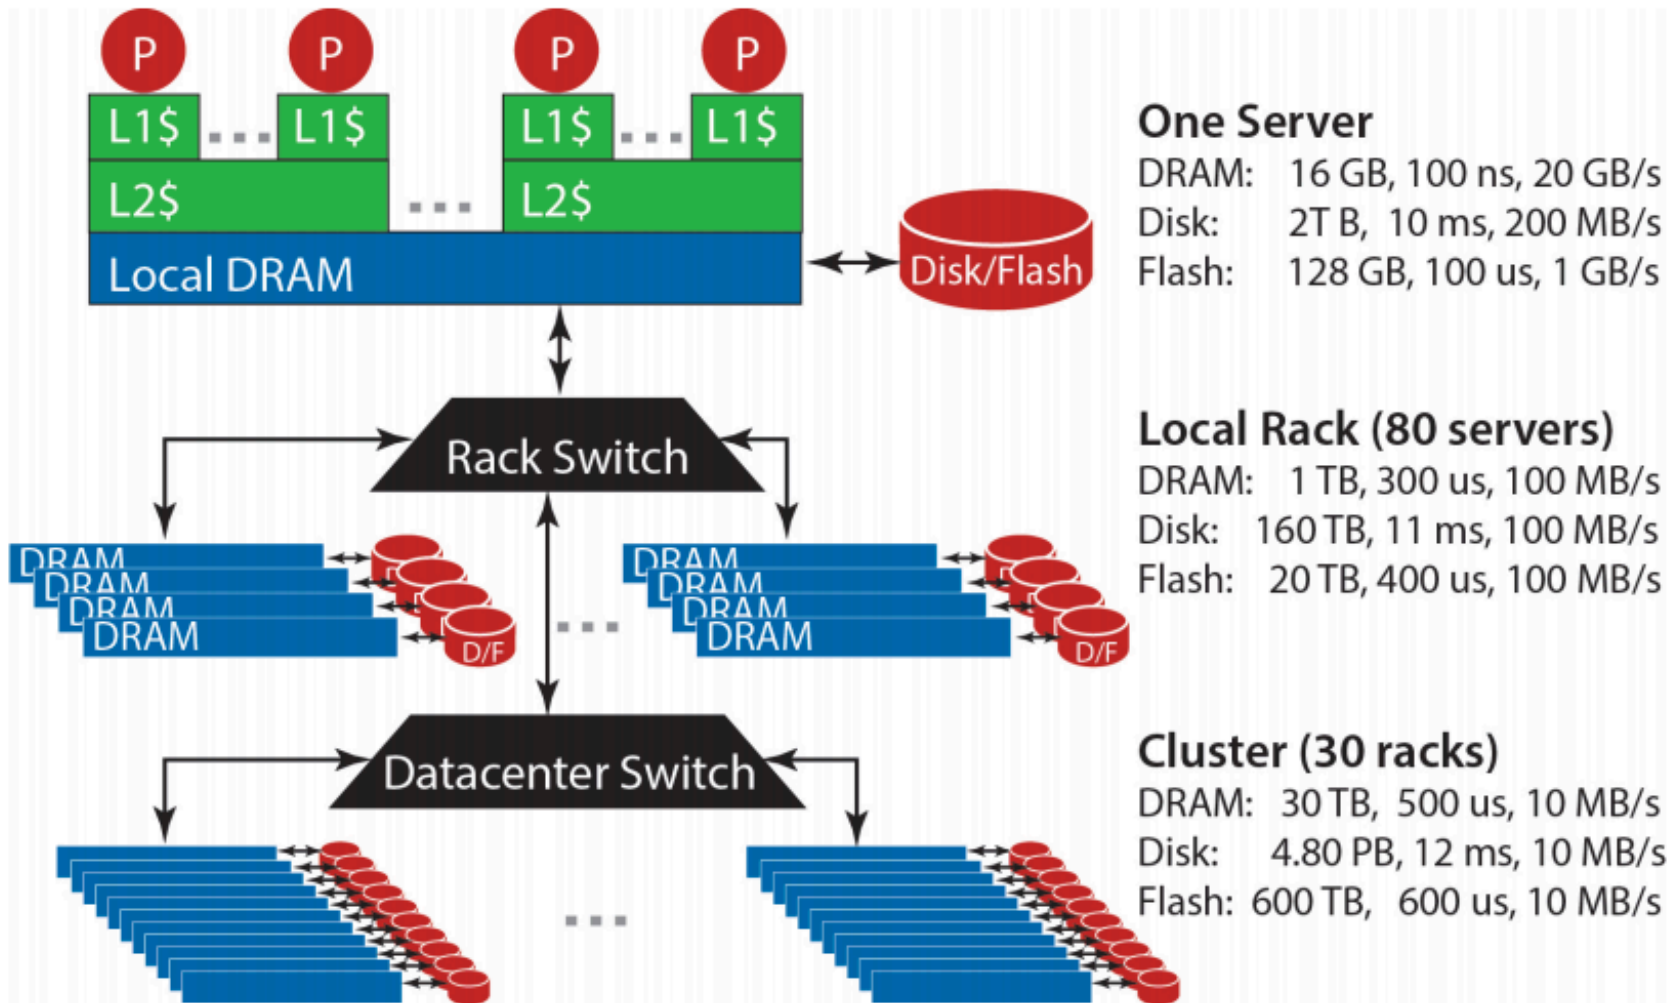 P P P P
L1$ L1$ L1$ L1$
L2$ L2$
Local DRAM
Disk/Flash
One Server
DRAM: 16 GB, 100 ns, 20 GB/s
Disk: 2T B, 10 ms, 200 MB/s
Flash: 128 GB, 100 us, 1 GB/s
Rack Switch
DRAM
DRAM
DRAM
DRAM
D/F
DRAM
DRAM
DRAM
DRAM
D/F
Local Rack (80 servers)
DRAM: 1 TB, 300 us, 100 MB/s
Disk: 160 TB, 11 ms, 100 MB/s
Flash: 20 TB, 400 us, 100 MB/s
Datacenter Switch
Cluster (30 racks)
DRAM: 30 TB, 500 us, 10 MB/s
Disk: 4.80 PB, 12 ms, 10 MB/s
Flash: 600 TB, 600 us, 10 MB/s